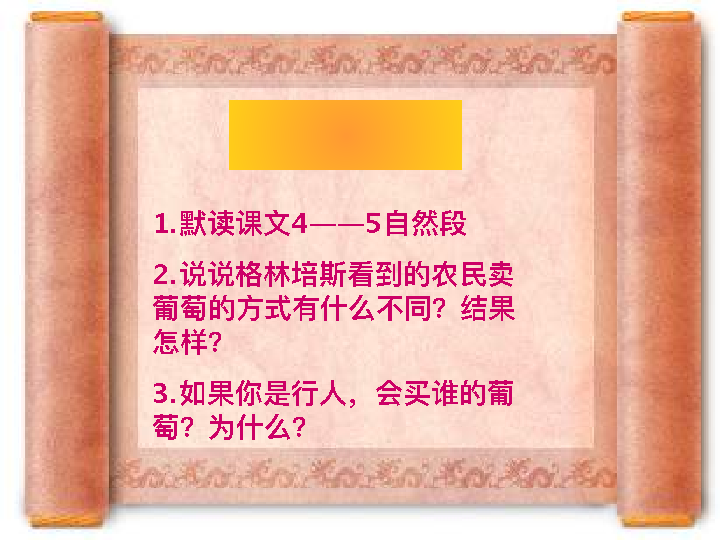 1.默读课文4——5自然段
2.说说格林培斯看到的农民卖
葡萄的方式有什么不同？结果
怎样？
3.如果你是行人，会买谁的葡
萄？为什么？